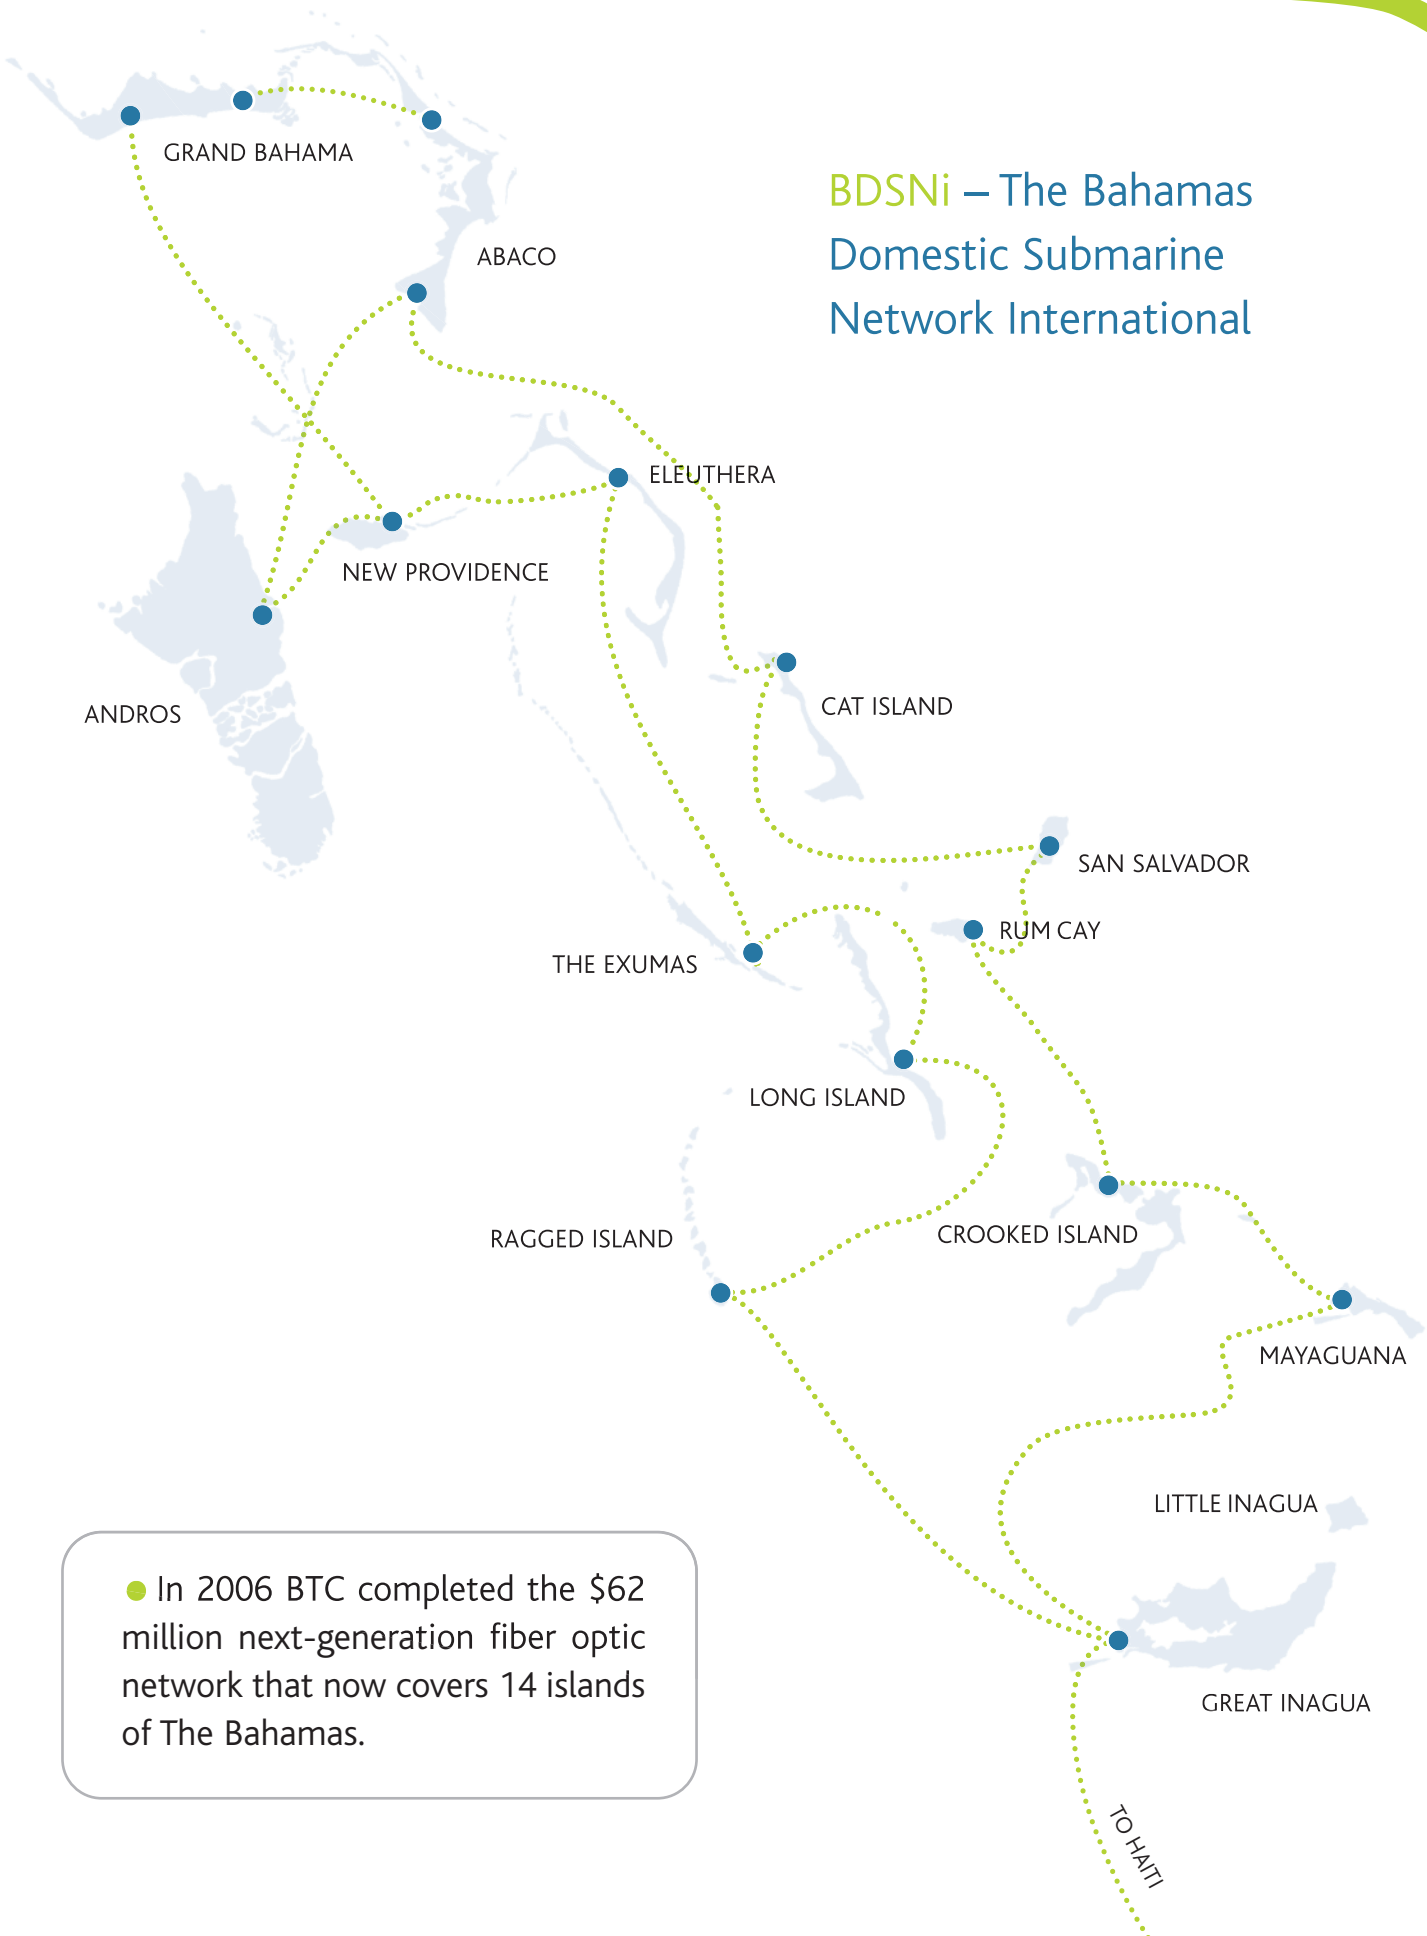 GRAND BAHAMA
BDSNi – The Bahamas
Domestic Submarine
Network International
ABACO
ELEUTHERA
NEW PROVIDENCE
CAT ISLAND
ANDROS
SAN SALVADOR
RUM CAY
THE EXUMAS
LONG ISLAND
CROOKED ISLAND
RAGGED ISLAND
MAYAGUANA
LITTLE INAGUA
In 2006 BTC completed the $62
million next-generation fiber optic
network that now covers 14 islands
of The Bahamas.
GREAT INAGUA
TO HAITI